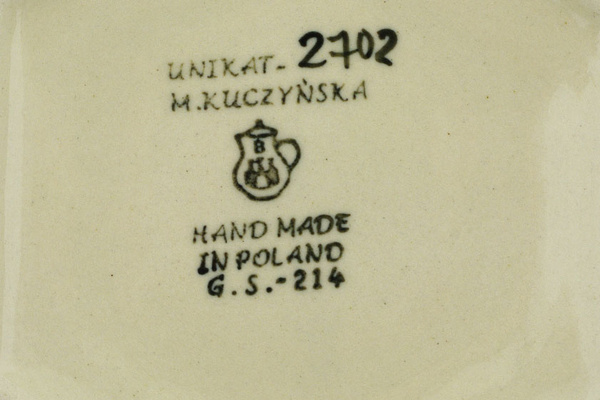 UNIKAT- 2702
M.KUCZYŃSKA
B
HAND MADE
IN POLAND
G.S.-214